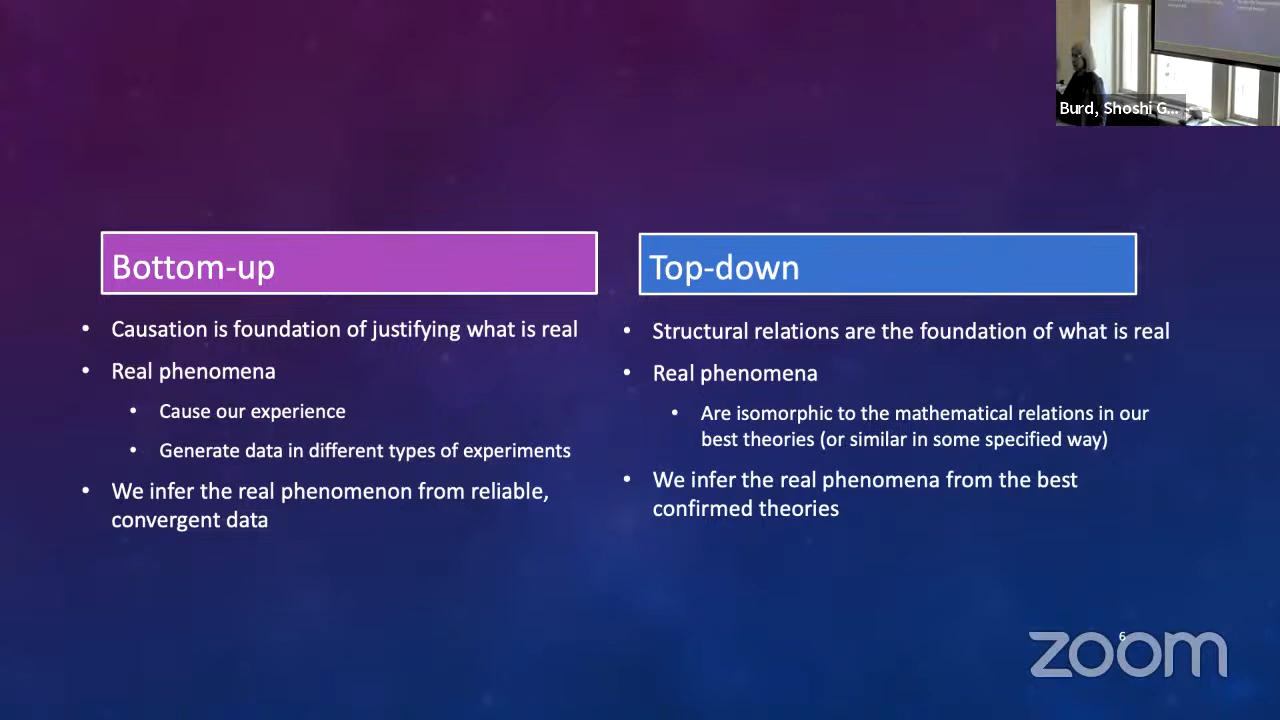 Burd, Shoshi G...
Bottom-up
Causation is foundation of justifying what is real
Real phenomena
Cause our experience
Generate data in different types of experiments
We infer the real phenomenon from reliable,
convergent data
Top-down
Structural relations are the foundation of what is real
Real phenomena
Are isomorphic to the mathematical relations in our
best theories (or similar in some specified way)
We infer the real phenomena from the best
confirmed theories
6
zoom